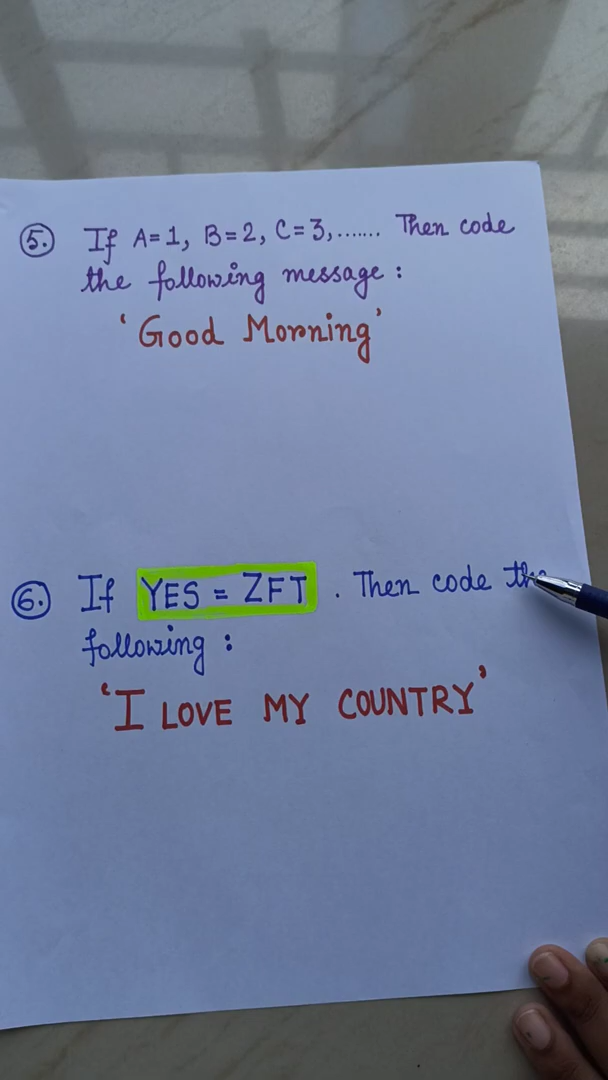 5. If A=1, B=2, C=3,....... Then code
the following message :
'Good Morning'
6. If YES = ZFT . Then code the
following :
'I LOVE MY COUNTRY'